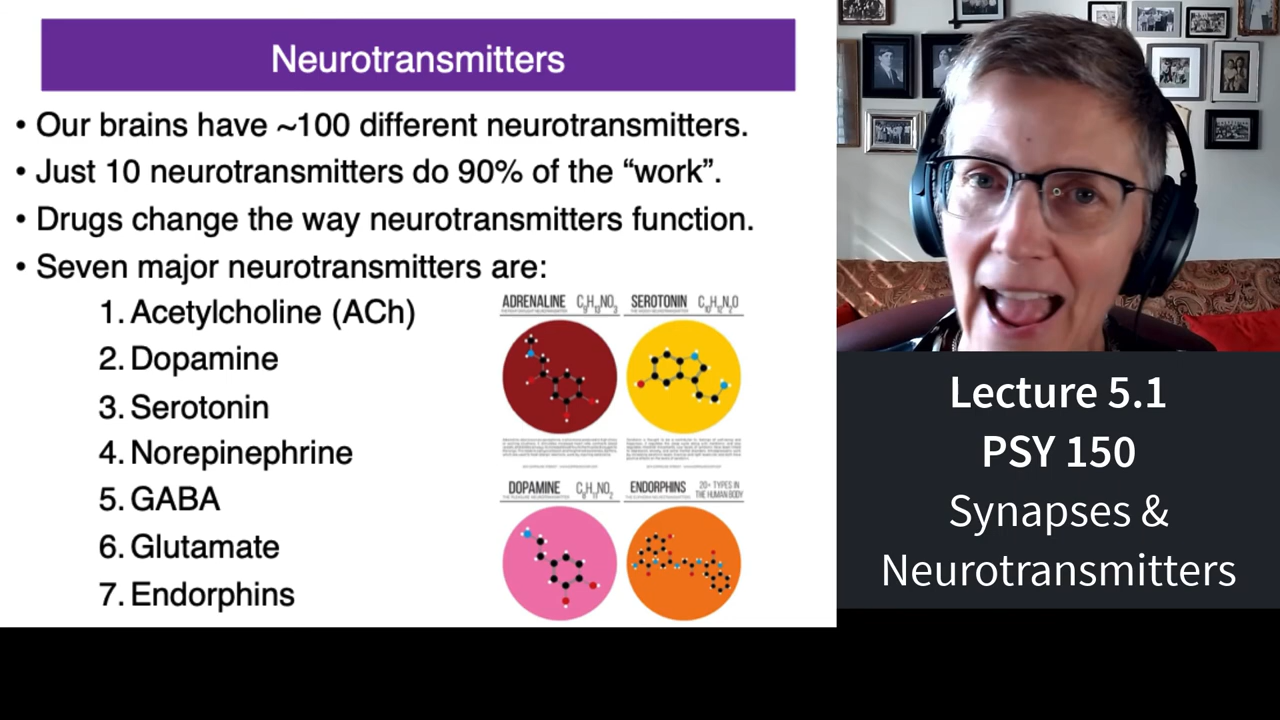 Neurotransmitters
• Our brains have ~100 different neurotransmitters.
• Just 10 neurotransmitters do 90% of the “work”.
• Drugs change the way neurotransmitters function.
• Seven major neurotransmitters are:
1. Acetylcholine (ACh)
2. Dopamine
3. Serotonin
4. Norepinephrine
5. GABA
6. Glutamate
7. Endorphins
ADRENALINE C₉H₁₃NO₃
SEROTONIN C₁₀H₁₂N₂O
DOPAMINE C₈H₁₁NO₂
ENDORPHINS 20+ TYPES IN
THE HUMAN BODY
Lecture 5.1
PSY 150
Synapses &
Neurotransmitters